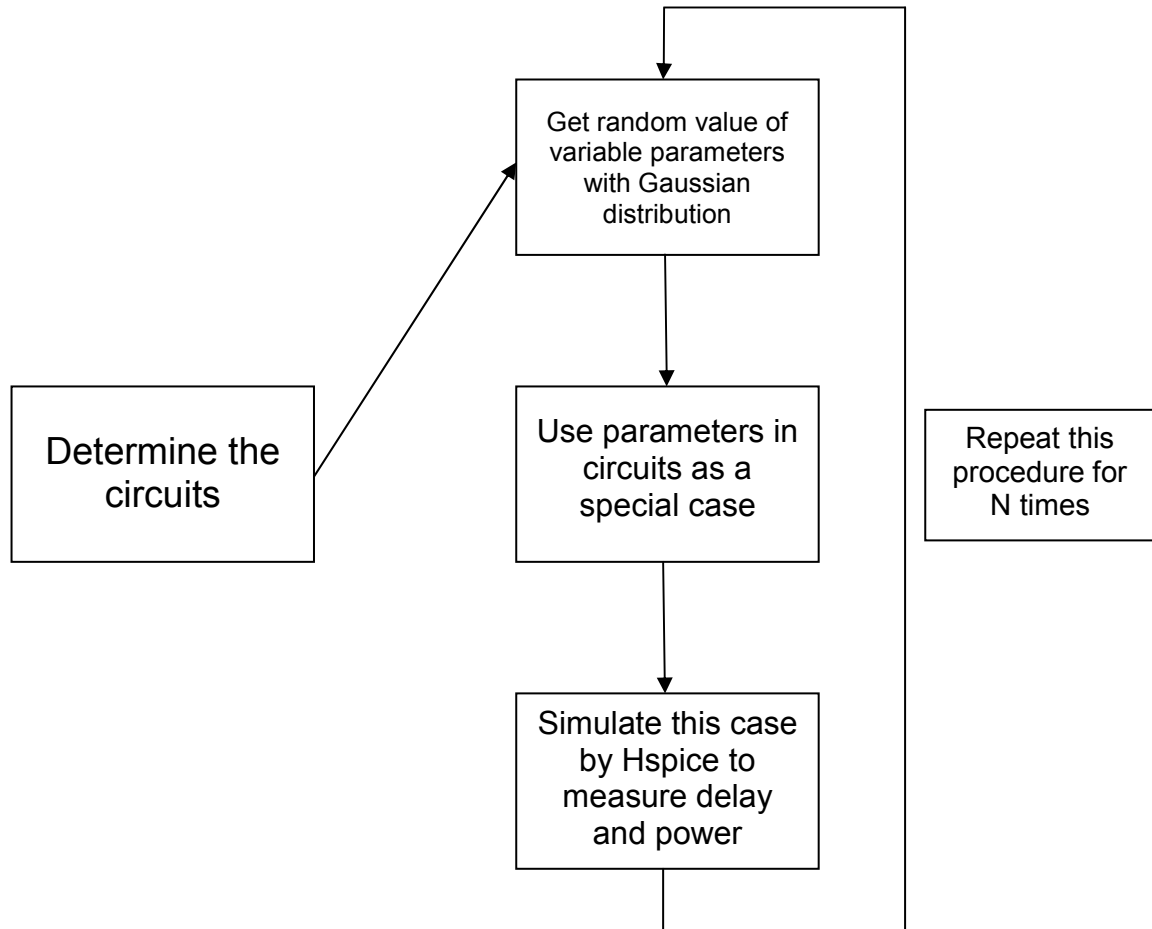 Get random value of
variable parameters
with Gaussian
distribution
Determine the
circuits
Use parameters in
circuits as a
special case
Repeat this
procedure for
N times
Simulate this case
by Hspice to
measure delay
and power